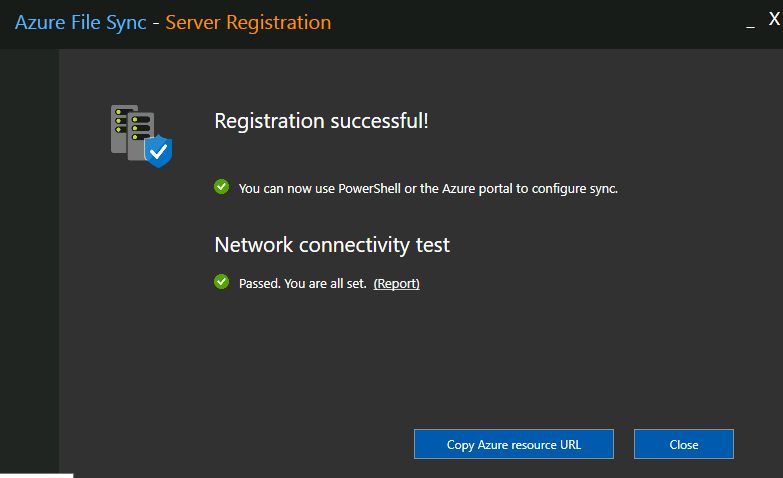 Azure File Sync - Server Registration
_ X
Registration successful!
You can now use PowerShell or the Azure portal to configure sync.
Network connectivity test
Passed. You are all set. (Report)
Copy Azure resource URL Close